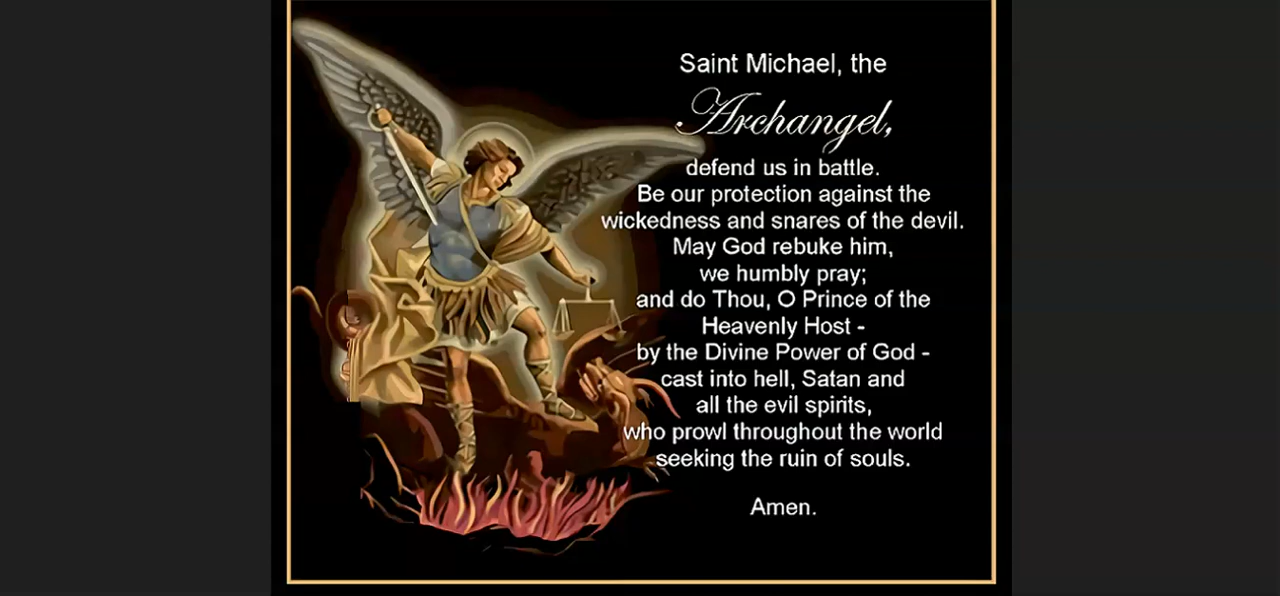 Saint Michael, the
Archangel,
defend us in battle.
Be our protection against the
wickedness and snares of the devil.
May God rebuke him,
we humbly pray;
and do Thou, O Prince of the
Heavenly Host -
by the Divine Power of God -
cast into hell, Satan and
all the evil spirits,
who prowl throughout the world
seeking the ruin of souls.
Amen.